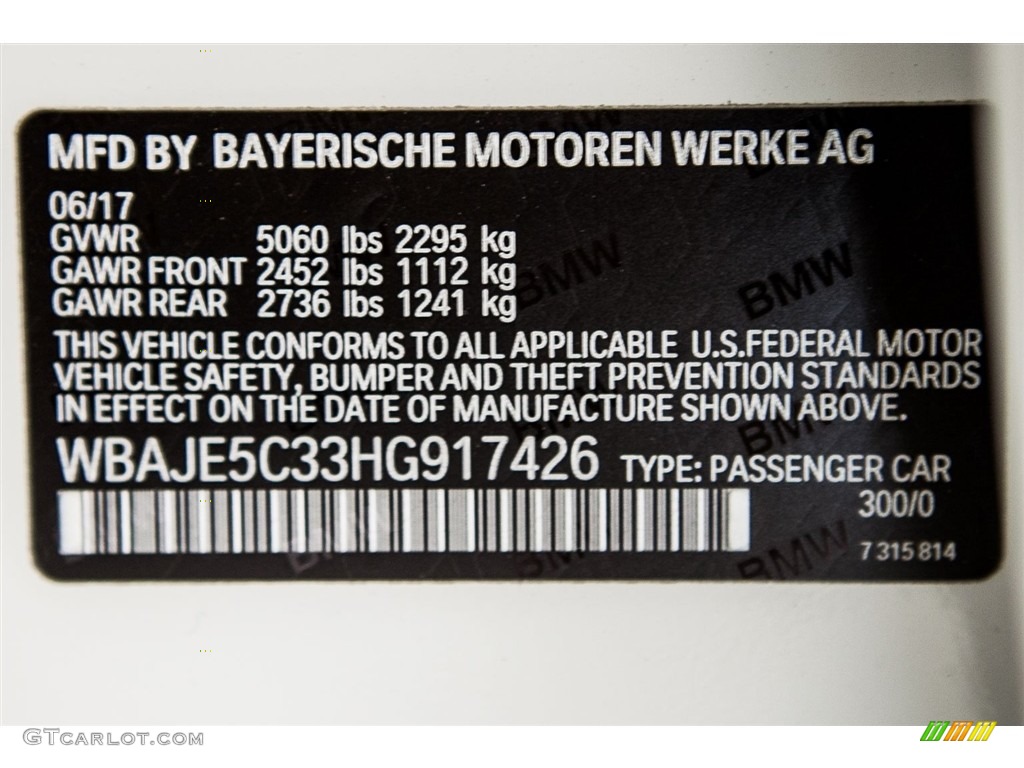 MFD BY BAYERISCHE MOTOREN WERKE AG
06/17
GVWR 5060 lbs 2295 kg
GAWR FRONT 2452 lbs 1112 kg
GAWR REAR 2736 lbs 1241 kg
THIS VEHICLE CONFORMS TO ALL APPLICABLE U.S.FEDERAL MOTOR
VEHICLE SAFETY, BUMPER AND THEFT PREVENTION STANDARDS
IN EFFECT ON THE DATE OF MANUFACTURE SHOWN ABOVE.
WBAJE5C33HG917426 TYPE: PASSENGER CAR
300/0
7 315 814
BMW
BMW
BMW
BMW
BMW
BMW
GTCarLot.com